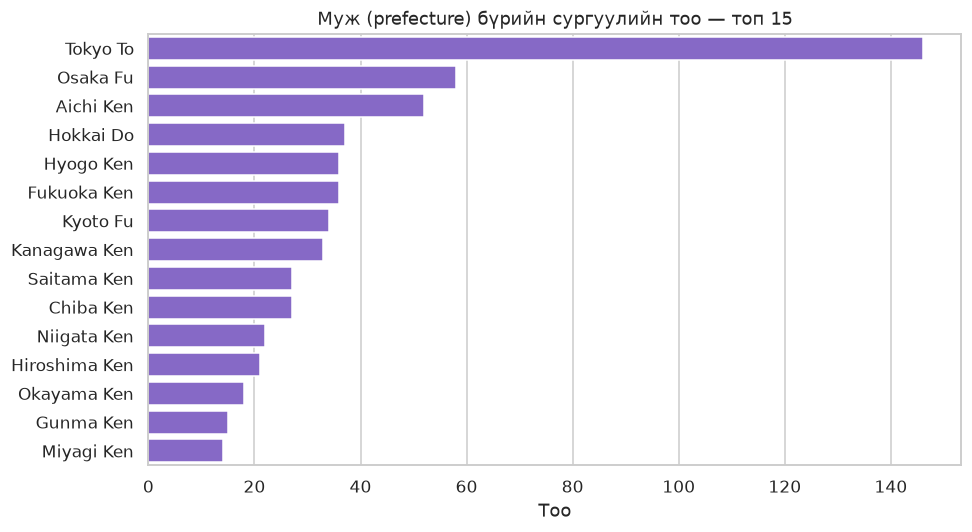 Муж (prefecture) бүрийн сургуулийн тоо — топ 15
Tokyo To
Osaka Fu
Aichi Ken
Hokkai Do
Hyogo Ken
Fukuoka Ken
Kyoto Fu
Kanagawa Ken
Saitama Ken
Chiba Ken
Niigata Ken
Hiroshima Ken
Okayama Ken
Gunma Ken
Miyagi Ken
0 20 40 60 80 100 120 140
Тоо